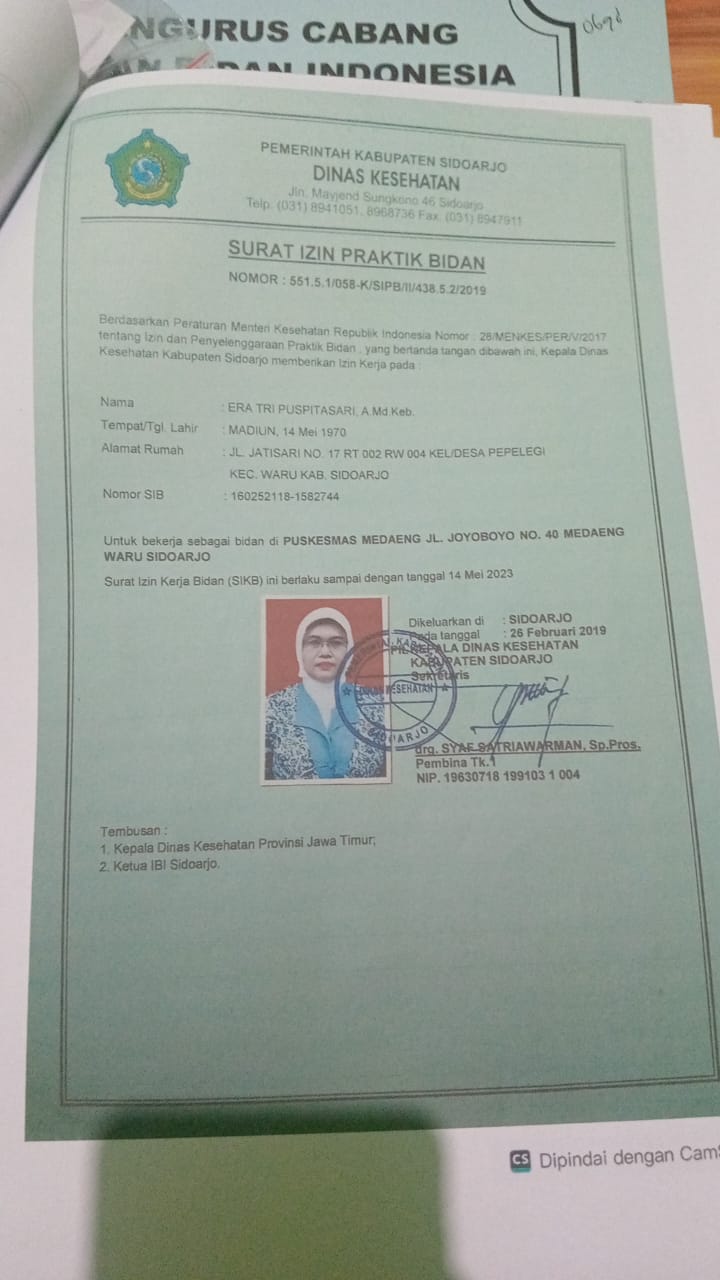 NGURUS CABANG
DAN INDONESIA
069
PEMERINTAH KABUPATEN SIDOARJO
DINAS KESEHATAN
Jln. Mayjend Sungkono 46 Sidoarjo
Telp. (031) 8941051, 8968736 Fax. (031) 8947911
SURAT IZIN PRAKTIK BIDAN
NOMOR : 551.5.1/058-K/SIPB/II/438.5.2/2019
Berdasarkan Peraturan Menteri Kesehatan Republik Indonesia Nomor : 28/MENKES/PER/V/2017
tentang Izin dan Penyelenggaraan Praktik Bidan , yang bertanda tangan dibawah ini, Kepala Dinas
Kesehatan Kabupaten Sidoarjo memberikan Izin Kerja pada :
Nama : ERA TRI PUSPITASARI, A.Md.Keb.
Tempat/Tgl. Lahir : MADIUN, 14 Mei 1970
Alamat Rumah : JL. JATISARI NO. 17 RT 002 RW 004 KEL/DESA PEPELEGI
KEC. WARU KAB. SIDOARJO
Nomor SIB : 160252118-1582744
Untuk bekerja sebagai bidan di PUSKESMAS MEDAENG JL. JOYOBOYO NO. 40 MEDAENG
WARU SIDOARJO
Surat Izin Kerja Bidan (SIKB) ini berlaku sampai dengan tanggal 14 Mei 2023
Dikeluarkan di : SIDOARJO
Pada tanggal : 26 Februari 2019
KEPALA DINAS KESEHATAN
KABUPATEN SIDOARJO
Sekretaris
DINAS KESEHATAN
SIDOARJO
drg. SYAF SATRIAWARMAN, Sp.Pros.
Pembina Tk.1
NIP. 19630718 199103 1 004
Tembusan :
1. Kepala Dinas Kesehatan Provinsi Jawa Timur;
2. Ketua IBI Sidoarjo.
CS Dipindai dengan Cam